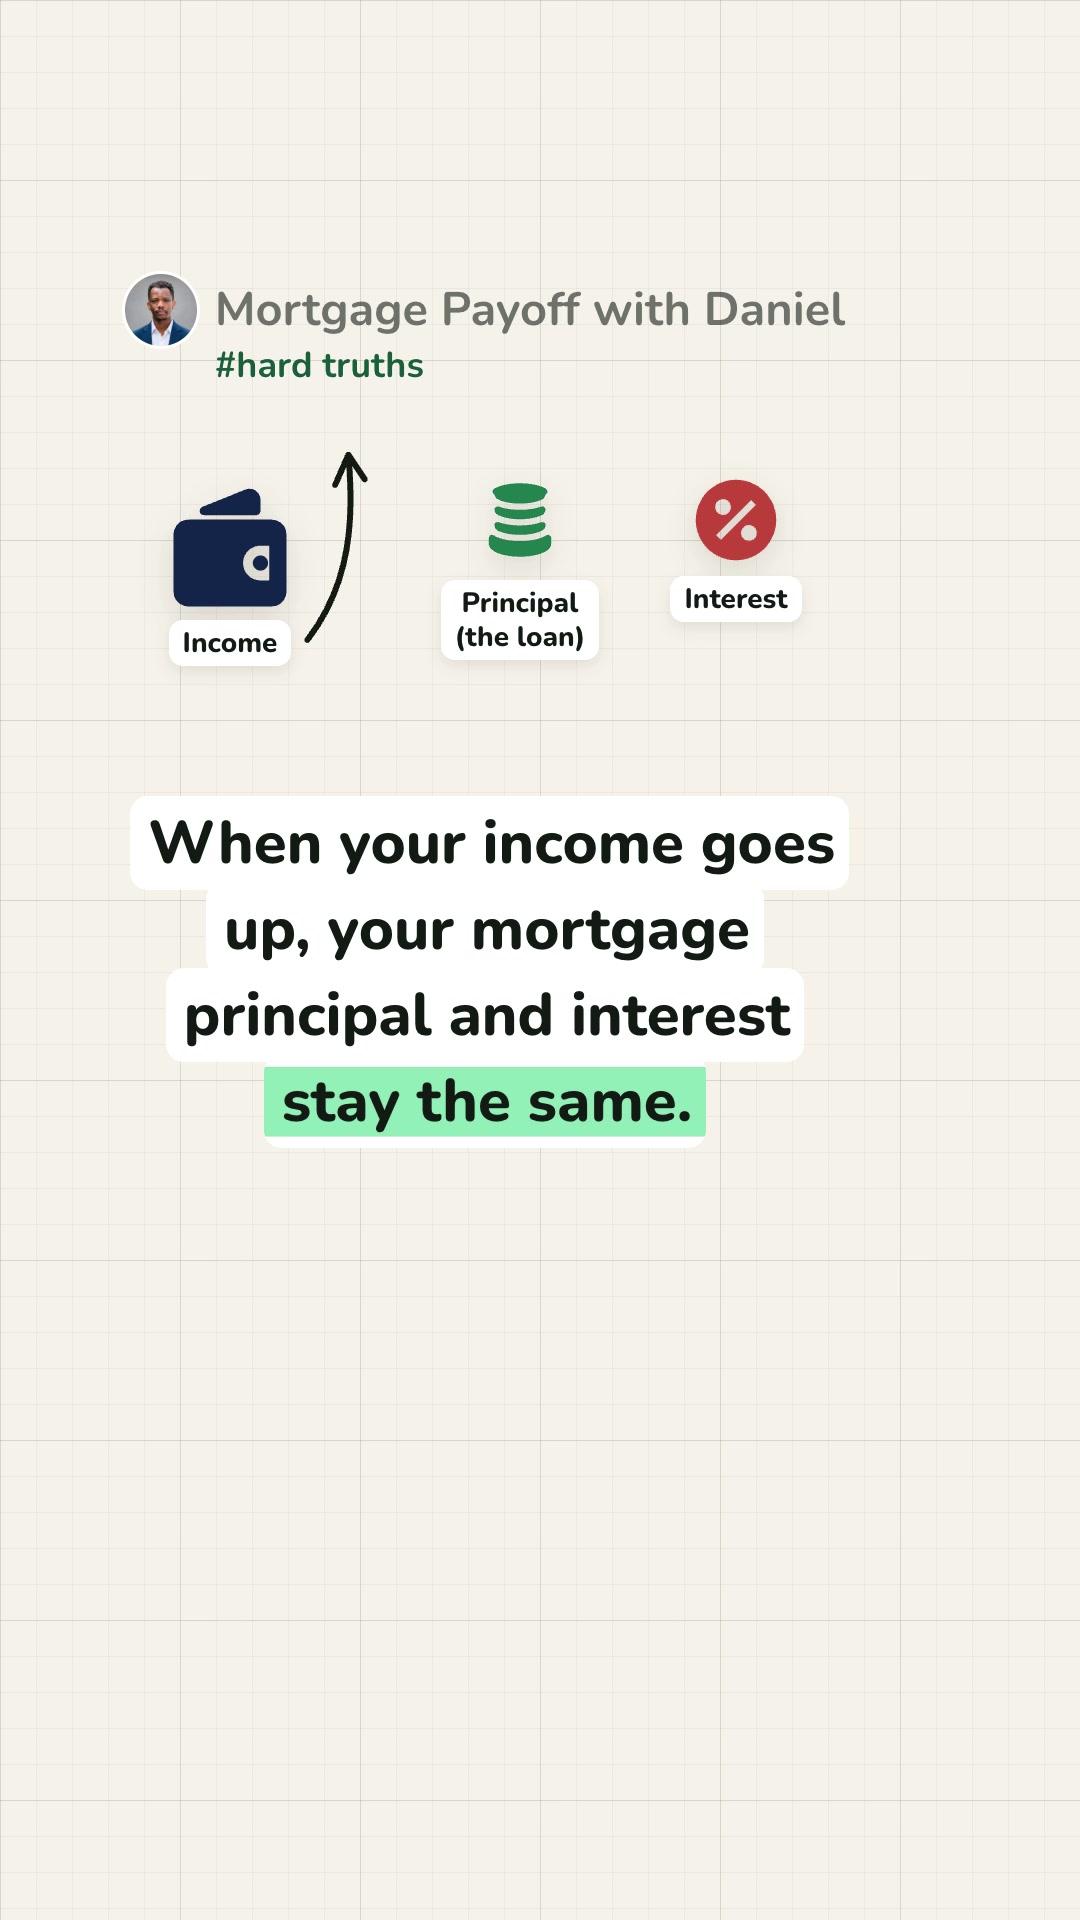 Mortgage Payoff with Daniel
#hard truths
Income
Principal
(the loan)
Interest
When your income goes
up, your mortgage
principal and interest
stay the same.